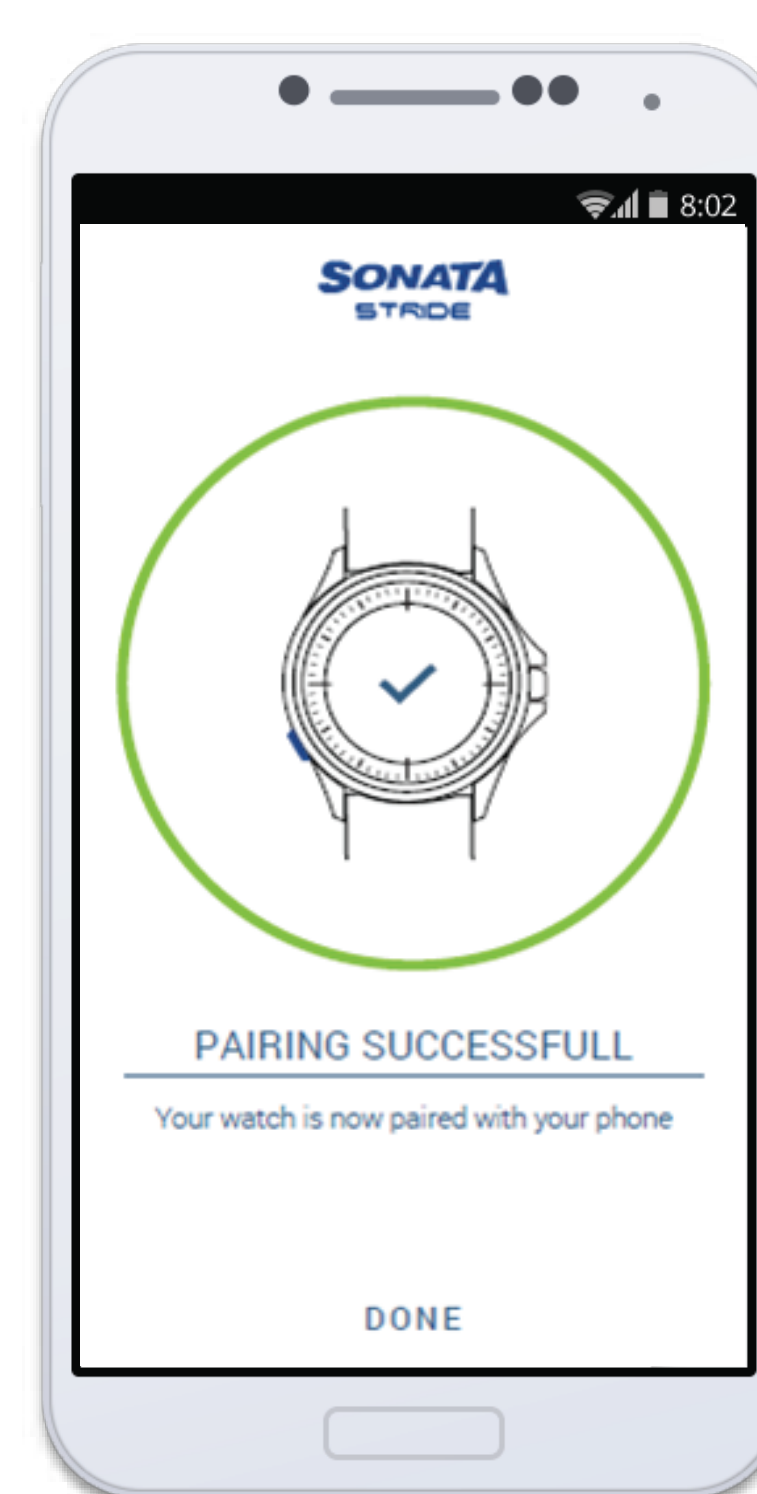 8:02
SONATA
STRIDE
PAIRING SUCCESSFULL
Your watch is now paired with your phone
DONE